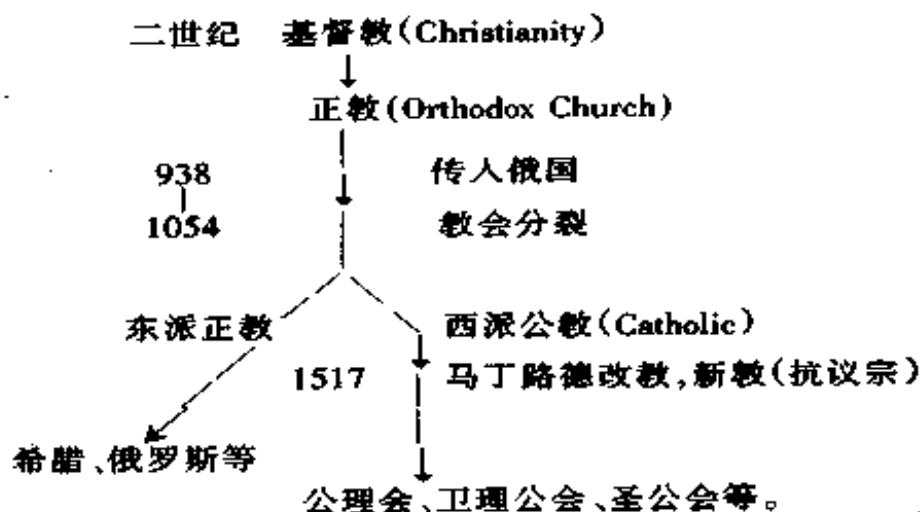 二世纪 基督教(Christianity)
正教(Orthodox Church)
938 传入俄国
1054 教会分裂
东派正教 西派公教(Catholic)
1517 马丁路德改教,新教(抗议宗)
希腊、俄罗斯等
公理会、卫理公会、圣公会等。